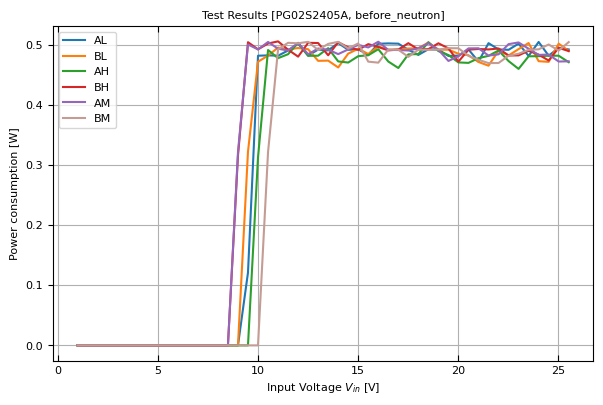 Test Results [PG02S2405A, before_neutron]
AL
BL
AH
BH
AM
BM
Power consumption [W]
0.5
0.4
0.3
0.2
0.1
0.0
0 5 10 15 20 25
Input Voltage V_in [V]